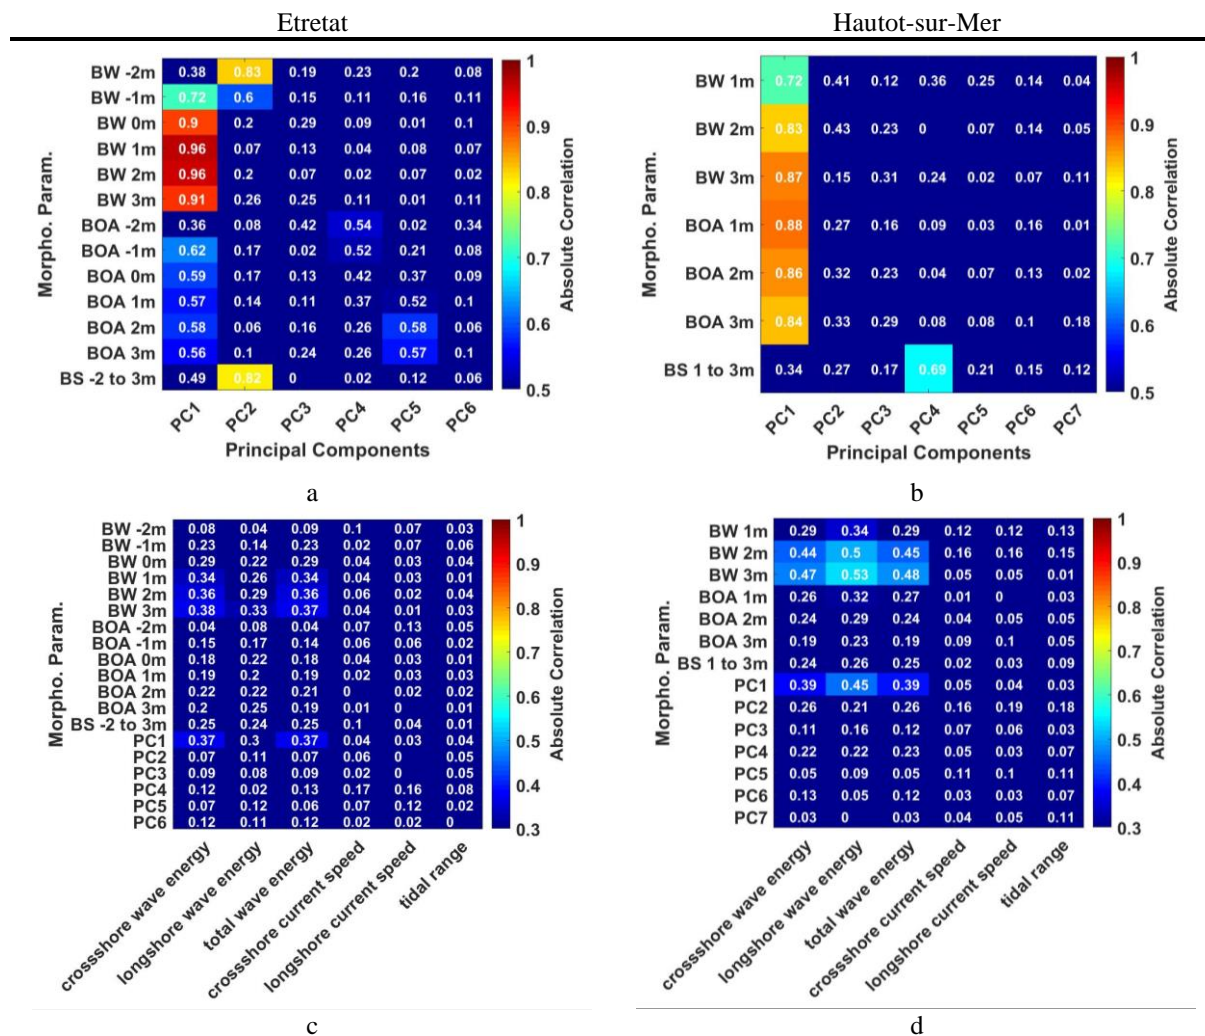 Etretat Hautot-sur-Mer
Morpho. Param.
BW -2m 0.38 0.83 0.19 0.23 0.2 0.08
BW -1m 0.72 0.6 0.15 0.11 0.16 0.11
BW 0m 0.9 0.2 0.29 0.09 0.01 0.1
BW 1m 0.96 0.07 0.13 0.04 0.08 0.07
BW 2m 0.96 0.2 0.07 0.02 0.07 0.02
BW 3m 0.91 0.26 0.25 0.11 0.01 0.11
BOA -2m 0.36 0.08 0.42 0.54 0.02 0.34
BOA -1m 0.62 0.17 0.02 0.52 0.21 0.08
BOA 0m 0.59 0.17 0.13 0.42 0.37 0.09
BOA 1m 0.57 0.14 0.11 0.37 0.52 0.1
BOA 2m 0.58 0.06 0.16 0.26 0.58 0.06
BOA 3m 0.56 0.1 0.24 0.26 0.57 0.1
BS -2 to 3m 0.49 0.82 0 0.02 0.12 0.06
PC1 PC2 PC3 PC4 PC5 PC6
Principal Components
1
0.9
0.8
0.7
0.6
0.5
Absolute Correlation
a
Morpho. Param.
BW 1m 0.72 0.41 0.12 0.36 0.25 0.14 0.04
BW 2m 0.83 0.43 0.23 0 0.07 0.14 0.05
BW 3m 0.87 0.15 0.31 0.24 0.02 0.07 0.11
BOA 1m 0.88 0.27 0.16 0.09 0.03 0.16 0.01
BOA 2m 0.86 0.32 0.23 0.04 0.07 0.13 0.02
BOA 3m 0.84 0.33 0.29 0.08 0.08 0.1 0.18
BS 1 to 3m 0.34 0.27 0.17 0.69 0.21 0.15 0.12
PC1 PC2 PC3 PC4 PC5 PC6 PC7
Principal Components
1
0.9
0.8
0.7
0.6
0.5
Absolute Correlation
b
Morpho. Param.
BW -2m 0.08 0.04 0.09 0.1 0.07 0.03
BW -1m 0.23 0.14 0.23 0.02 0.07 0.06
BW 0m 0.29 0.22 0.29 0.04 0.03 0.04
BW 1m 0.34 0.26 0.34 0.04 0.03 0.01
BW 2m 0.36 0.29 0.36 0.06 0.02 0.04
BW 3m 0.38 0.33 0.37 0.04 0.01 0.03
BOA -2m 0.04 0.08 0.04 0.07 0.13 0.05
BOA -1m 0.15 0.17 0.14 0.06 0.06 0.02
BOA 0m 0.18 0.22 0.18 0.04 0.03 0.01
BOA 1m 0.19 0.2 0.19 0.02 0.03 0.03
BOA 2m 0.22 0.22 0.21 0 0.02 0.02
BOA 3m 0.2 0.25 0.19 0.01 0 0.01
BS -2 to 3m 0.25 0.24 0.25 0.1 0.04 0.01
PC1 0.37 0.3 0.37 0.04 0.03 0.04
PC2 0.07 0.11 0.07 0.06 0 0.05
PC3 0.09 0.08 0.09 0.02 0 0.05
PC4 0.12 0.02 0.13 0.17 0.16 0.08
PC5 0.07 0.12 0.06 0.07 0.12 0.02
PC6 0.12 0.11 0.12 0.02 0.02 0
crossshore wave energy
longshore wave energy
total wave energy
crossshore current speed
longshore current speed
tidal range
1
0.9
0.8
0.7
0.6
0.5
0.4
0.3
Absolute Correlation
c
Morpho. Param.
BW 1m 0.29 0.34 0.29 0.12 0.12 0.13
BW 2m 0.44 0.5 0.45 0.16 0.16 0.15
BW 3m 0.47 0.53 0.48 0.05 0.05 0.01
BOA 1m 0.26 0.32 0.27 0.01 0 0.03
BOA 2m 0.24 0.29 0.24 0.04 0.05 0.05
BOA 3m 0.19 0.23 0.19 0.09 0.1 0.05
BS 1 to 3m 0.24 0.26 0.25 0.02 0.03 0.09
PC1 0.39 0.45 0.39 0.05 0.04 0.03
PC2 0.26 0.21 0.26 0.16 0.19 0.18
PC3 0.11 0.16 0.12 0.07 0.06 0.03
PC4 0.22 0.22 0.23 0.05 0.03 0.07
PC5 0.05 0.09 0.05 0.11 0.1 0.11
PC6 0.13 0.05 0.12 0.03 0.03 0.07
PC7 0.03 0 0.03 0.04 0.05 0.11
crossshore wave energy
longshore wave energy
total wave energy
crossshore current speed
longshore current speed
tidal range
1
0.9
0.8
0.7
0.6
0.5
0.4
0.3
Absolute Correlation
d